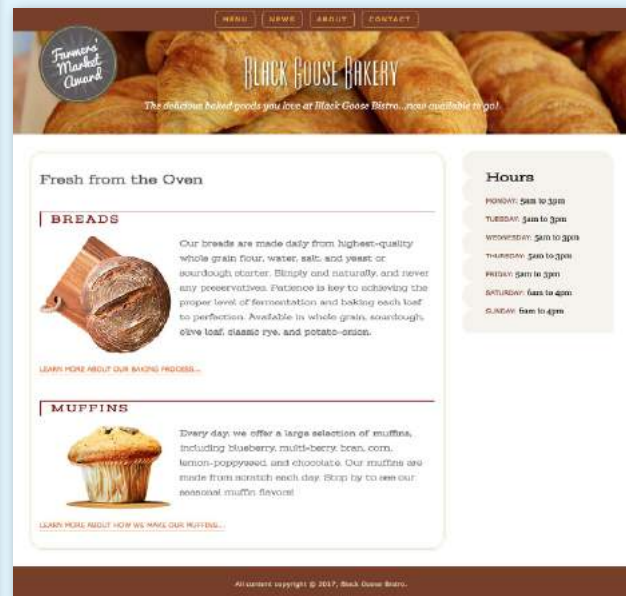 MENU NEWS ABOUT CONTACT
Farmers'
Market
Award
BLACK GOOSE BAKERY
The delicious baked goods you love at Black Goose Bistro...now available to go!
Fresh from the Oven
BREADS
Our breads are made daily from highest-quality
whole grain flour, water, salt, and yeast or
sourdough starter. Simply and naturally, and never
any preservatives. Patience is key to achieving the
proper level of fermentation and baking each loaf
to perfection. Available in whole grain, sourdough,
olive loaf, classic rye, and potato-onion.
LEARN MORE ABOUT OUR BAKING PROCESS...
MUFFINS
Every day, we offer a large selection of muffins,
including blueberry, multi-berry, bran, corn,
lemon-poppyseed, and chocolate. Our muffins are
made from scratch each day. Stop by to see our
seasonal muffin flavors!
LEARN MORE ABOUT HOW WE MAKE OUR MUFFINS...
Hours
MONDAY: 5am to 3pm
TUESDAY: 5am to 3pm
WEDNESDAY: 5am to 3pm
THURSDAY: 5am to 3pm
FRIDAY: 5am to 3pm
SATURDAY: 6am to 4pm
SUNDAY: 6am to 4pm
All content copyright © 2017, Black Goose Bistro.